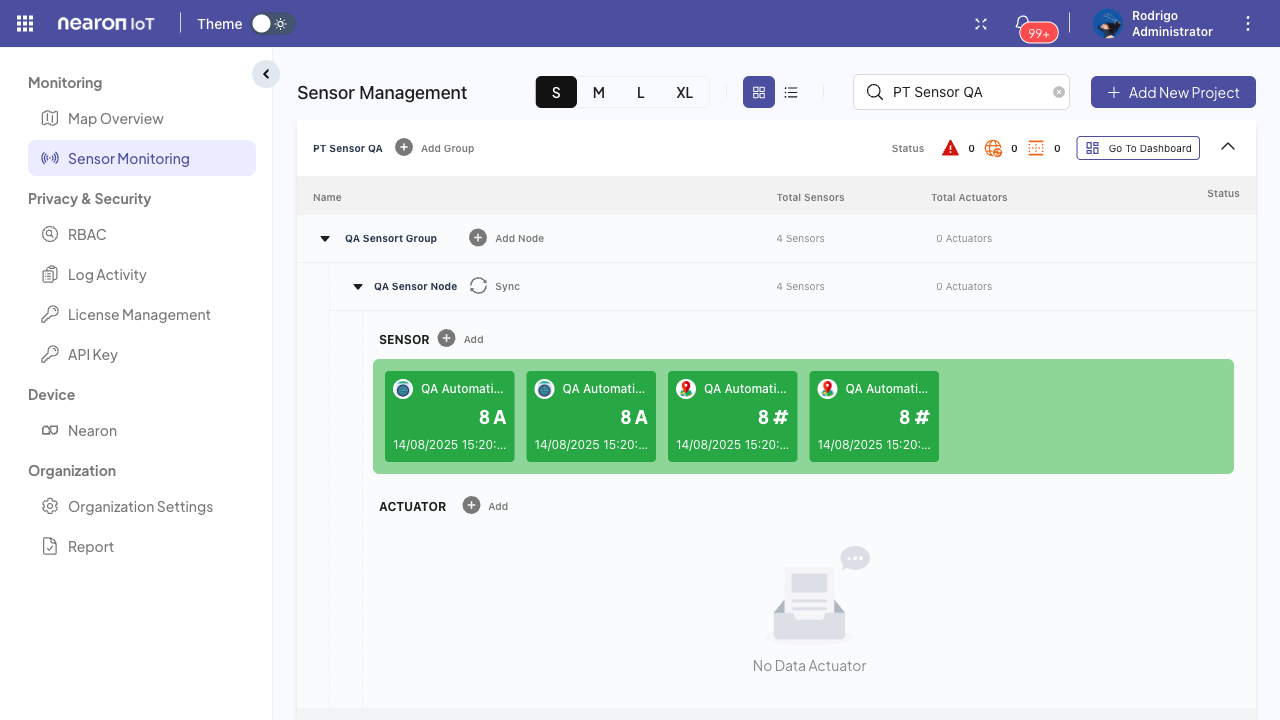 nearon IoT
Theme
99+
Rodrigo
Administrator
Monitoring
Map Overview
Sensor Monitoring
Privacy & Security
RBAC
Log Activity
License Management
API Key
Device
Nearon
Organization
Organization Settings
Report
Sensor Management
S M L XL
PT Sensor QA
Add New Project
PT Sensor QA Add Group Status 0 0 0 Go To Dashboard
Name Total Sensors Total Actuators Status
QA Sensort Group Add Node 4 Sensors 0 Actuators
QA Sensor Node Sync 4 Sensors 0 Actuators
SENSOR Add
QA Automati... QA Automati... QA Automati... QA Automati...
8 A 8 A 8 # 8 #
14/08/2025 15:20:... 14/08/2025 15:20:... 14/08/2025 15:20:... 14/08/2025 15:20:...
ACTUATOR Add
No Data Actuator